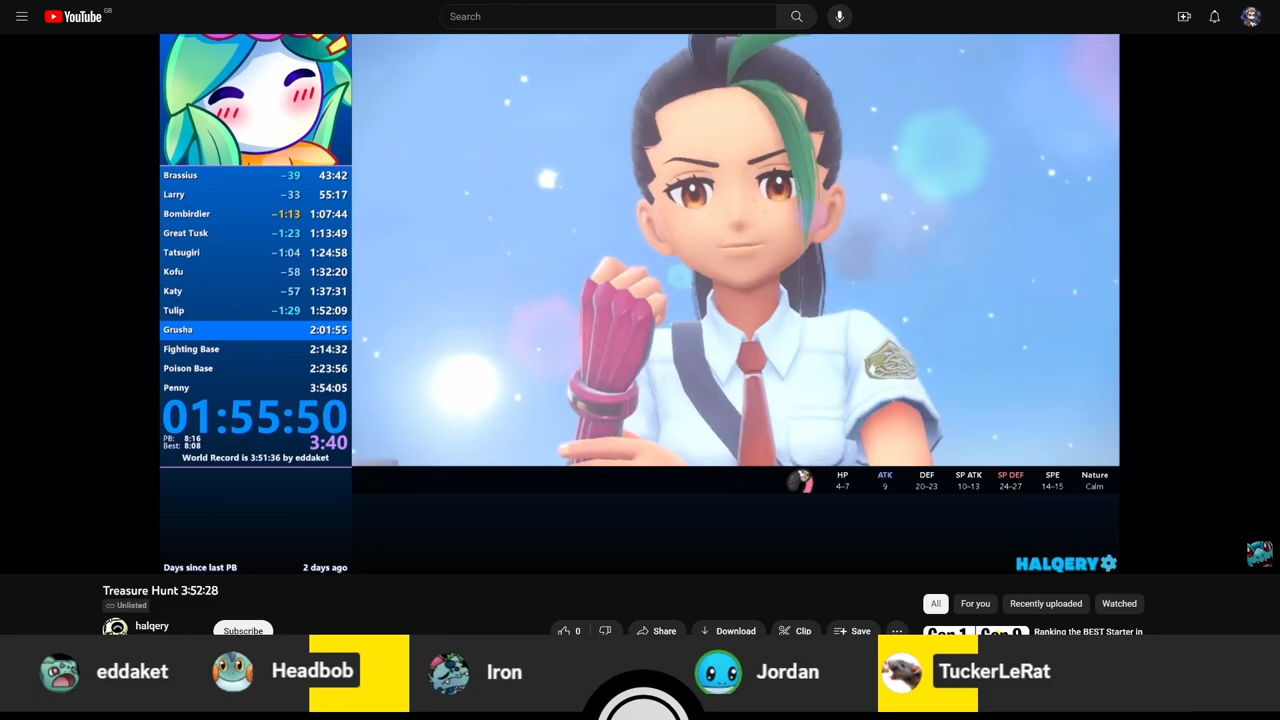 YouTube GB
Search
Brassius −39 43:42
Larry −33 55:17
Bombirdier −1:13 1:07:44
Great Tusk −1:23 1:13:49
Tatsugiri −1:04 1:24:58
Kofu −58 1:32:20
Katy −57 1:37:31
Tulip −1:29 1:52:09
Grusha 2:01:55
Fighting Base 2:14:32
Poison Base 2:23:56
Penny 3:54:05
01:55:50
PB: 8:16
Best: 8:08
3:40
World Record is 3:51:36 by eddaket
HP ATK DEF SP ATK SP DEF SPE Nature
4–7 9 20–23 10–13 24–27 14–15 Calm
Days since last PB 2 days ago
HALQERY
Treasure Hunt 3:52:28
Unlisted
All For you Recently uploaded Watched
halqery
Subscribe
0 Share Download Clip Save
Gen 1 Gen 9 Ranking the BEST Starter in
eddaket Headbob Iron Jordan TuckerLeRat